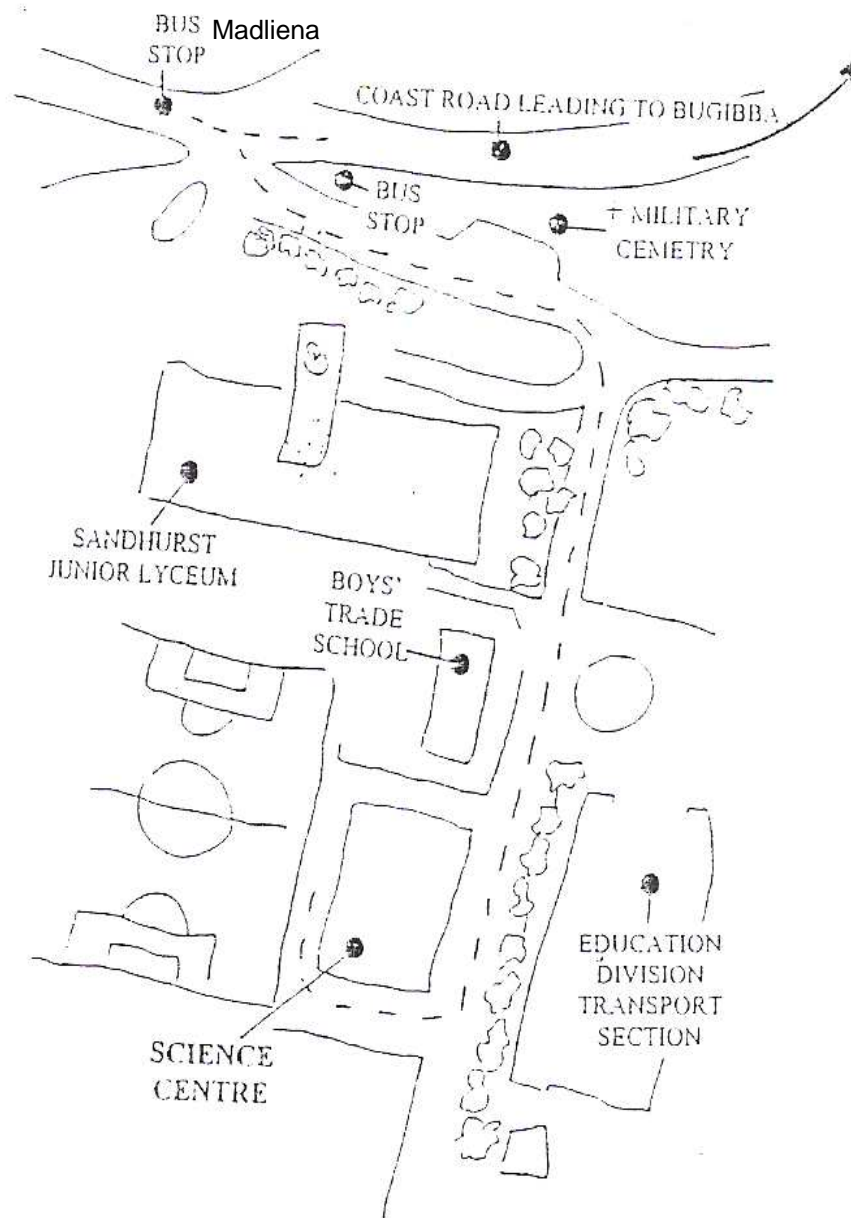 BUS Madliena
STOP
COAST ROAD LEADING TO BUGIBBA
BUS
STOP
+ MILITARY
CEMETRY
SANDHURST
JUNIOR LYCEUM
BOYS'
TRADE
SCHOOL
EDUCATION
DIVISION
TRANSPORT
SECTION
SCIENCE
CENTRE